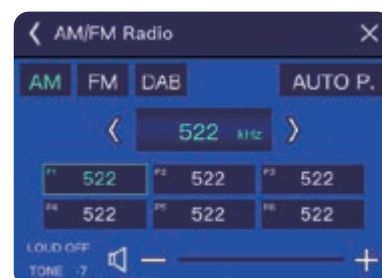 AM/FM Radio
AM FM DAB AUTO P.
522 kHz
P1 522 P2 522 P3 522
P4 522 P5 522 P6 522
LOUD OFF
TONE -7